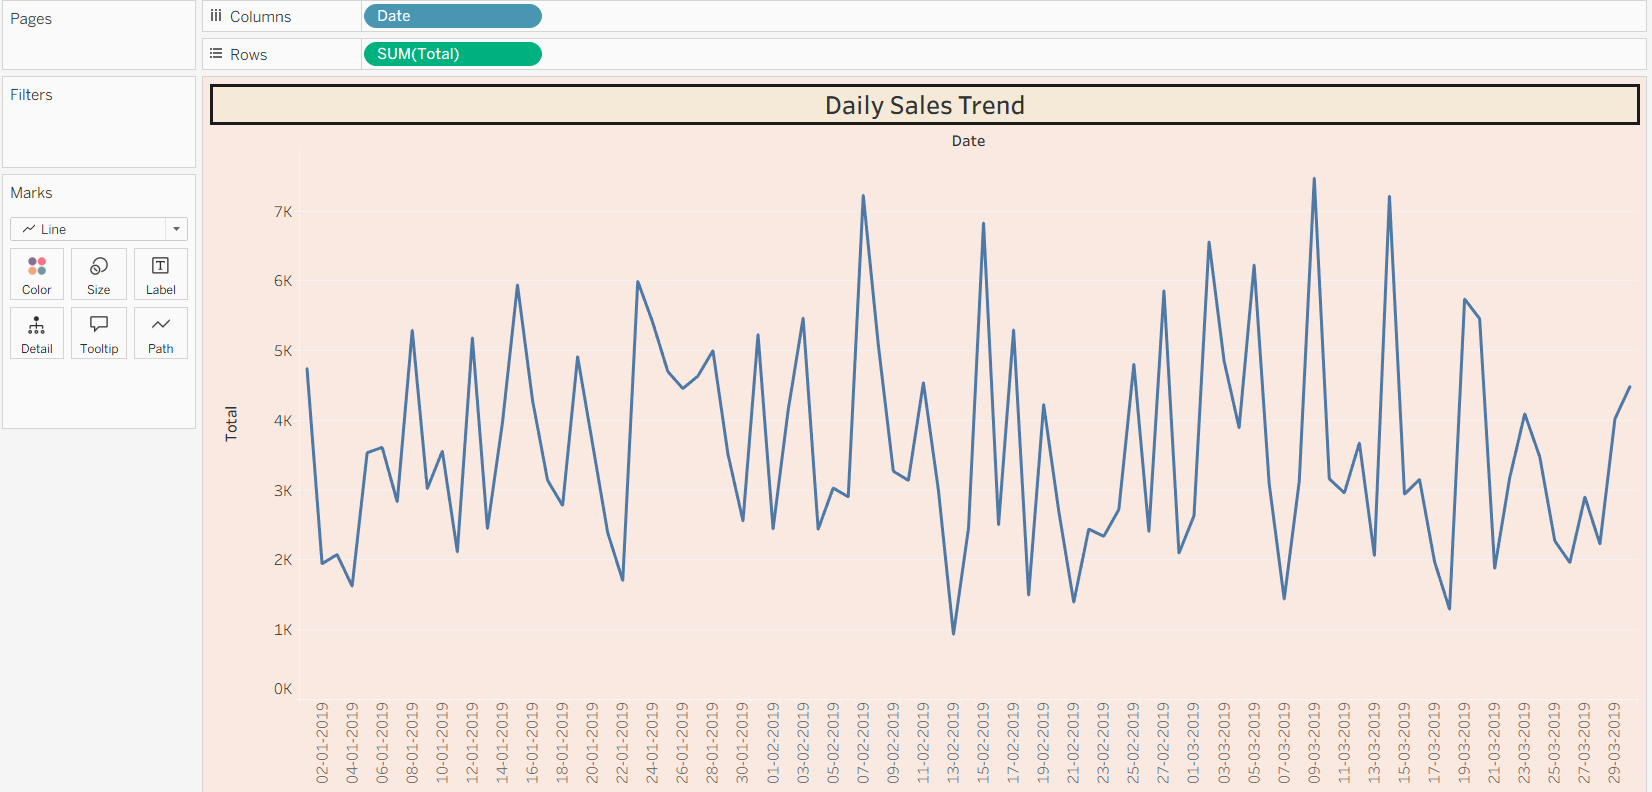 Pages
Columns
Date
Rows
SUM(Total)
Filters
Marks
Line
Color
Size
Label
Detail
Tooltip
Path
Daily Sales Trend
Date
Total
7K
6K
5K
4K
3K
2K
1K
0K
02-01-2019
04-01-2019
06-01-2019
08-01-2019
10-01-2019
12-01-2019
14-01-2019
16-01-2019
18-01-2019
20-01-2019
22-01-2019
24-01-2019
26-01-2019
28-01-2019
30-01-2019
01-02-2019
03-02-2019
05-02-2019
07-02-2019
09-02-2019
11-02-2019
13-02-2019
15-02-2019
17-02-2019
19-02-2019
21-02-2019
23-02-2019
25-02-2019
27-02-2019
01-03-2019
03-03-2019
05-03-2019
07-03-2019
09-03-2019
11-03-2019
13-03-2019
15-03-2019
17-03-2019
19-03-2019
21-03-2019
23-03-2019
25-03-2019
27-03-2019
29-03-2019